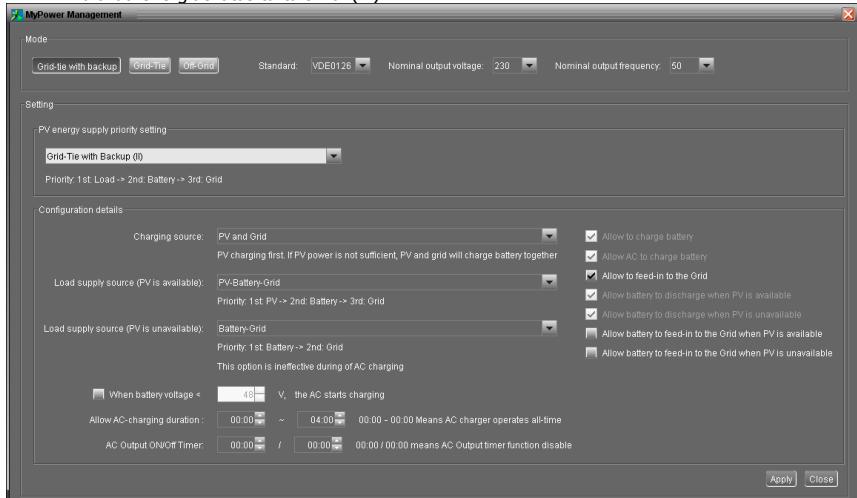 MyPower Management
Mode
Grid-tie with backup Grid-Tie Off-Grid Standard: VDE0126 Nominal output voltage: 230 Nominal output frequency: 50
Setting
PV energy supply priority setting
Grid-Tie with Backup (II)
Priority: 1st: Load -> 2nd: Battery -> 3rd: Grid
Configuration details
Charging source: PV and Grid
PV charging first. If PV power is not sufficient, PV and grid will charge battery together
Load supply source (PV is available): PV-Battery-Grid
Priority: 1st: PV -> 2nd: Battery -> 3rd: Grid
Load supply source (PV is unavailable): Battery-Grid
Priority: 1st: Battery -> 2nd: Grid
This option is ineffective during of AC charging
When battery voltage < 48 V, the AC starts charging
Allow AC-charging duration : 00:00 ~ 04:00 00:00 – 00:00 Means AC charger operates all-time
AC Output ON/Off Timer: 00:00 / 00:00 00:00 / 00:00 means AC Output timer function disable
Allow to charge battery
Allow AC to charge battery
Allow to feed-in to the Grid
Allow battery to discharge when PV is available
Allow battery to discharge when PV is unavailable
Allow battery to feed-in to the Grid when PV is available
Allow battery to feed-in to the Grid when PV is unavailable
Apply Close